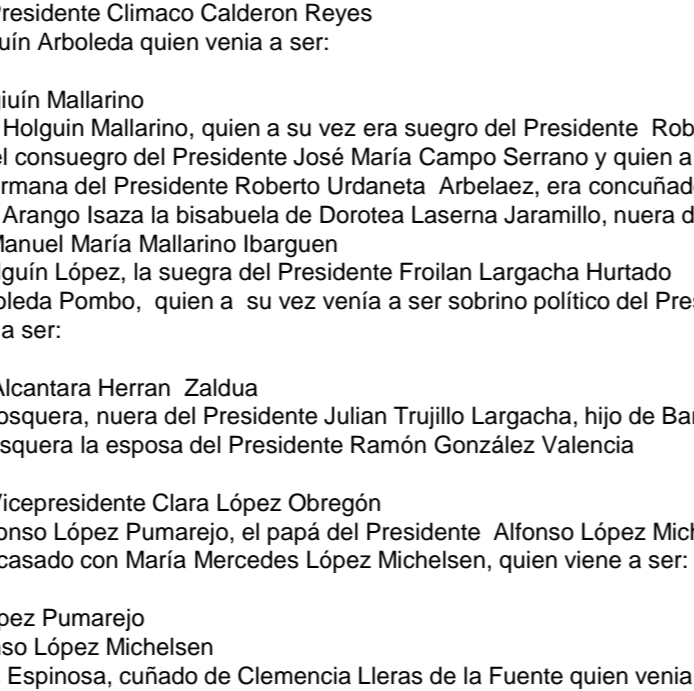 residente Climaco Calderon Reyes
uín Arboleda quien venia a ser:
iuín Mallarino
Holguin Mallarino, quien a su vez era suegro del Presidente Rob
el consuegro del Presidente José María Campo Serrano y quien a
rmana del Presidente Roberto Urdaneta Arbelaez, era concuñad
Arango Isaza la bisabuela de Dorotea Laserna Jaramillo, nuera d
Manuel María Mallarino Ibarguen
lguín López, la suegra del Presidente Froilan Largacha Hurtado
oleda Pombo, quien a su vez venía a ser sobrino político del Pres
a ser:
Alcantara Herran Zaldua
osquera, nuera del Presidente Julian Trujillo Largacha, hijo de Bar
squera la esposa del Presidente Ramón González Valencia
Vicepresidente Clara López Obregón
onso López Pumarejo, el papá del Presidente Alfonso López Mich
casado con María Mercedes López Michelsen, quien viene a ser:
pez Pumarejo
nso López Michelsen
Espinosa, cuñado de Clemencia Lleras de la Fuente quien venia